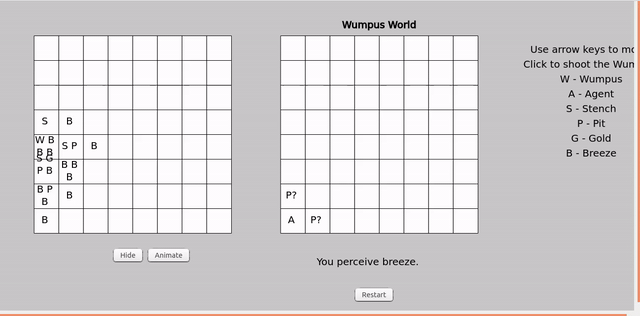 Wumpus World
Use arrow keys to mo
Click to shoot the Wum
W - Wumpus
A - Agent
S - Stench
P - Pit
G - Gold
B - Breeze
S B
W B S P B
B B
S G B B
P B B
B P B
B
B
P?
A P?
Hide Animate
You perceive breeze.
Restart